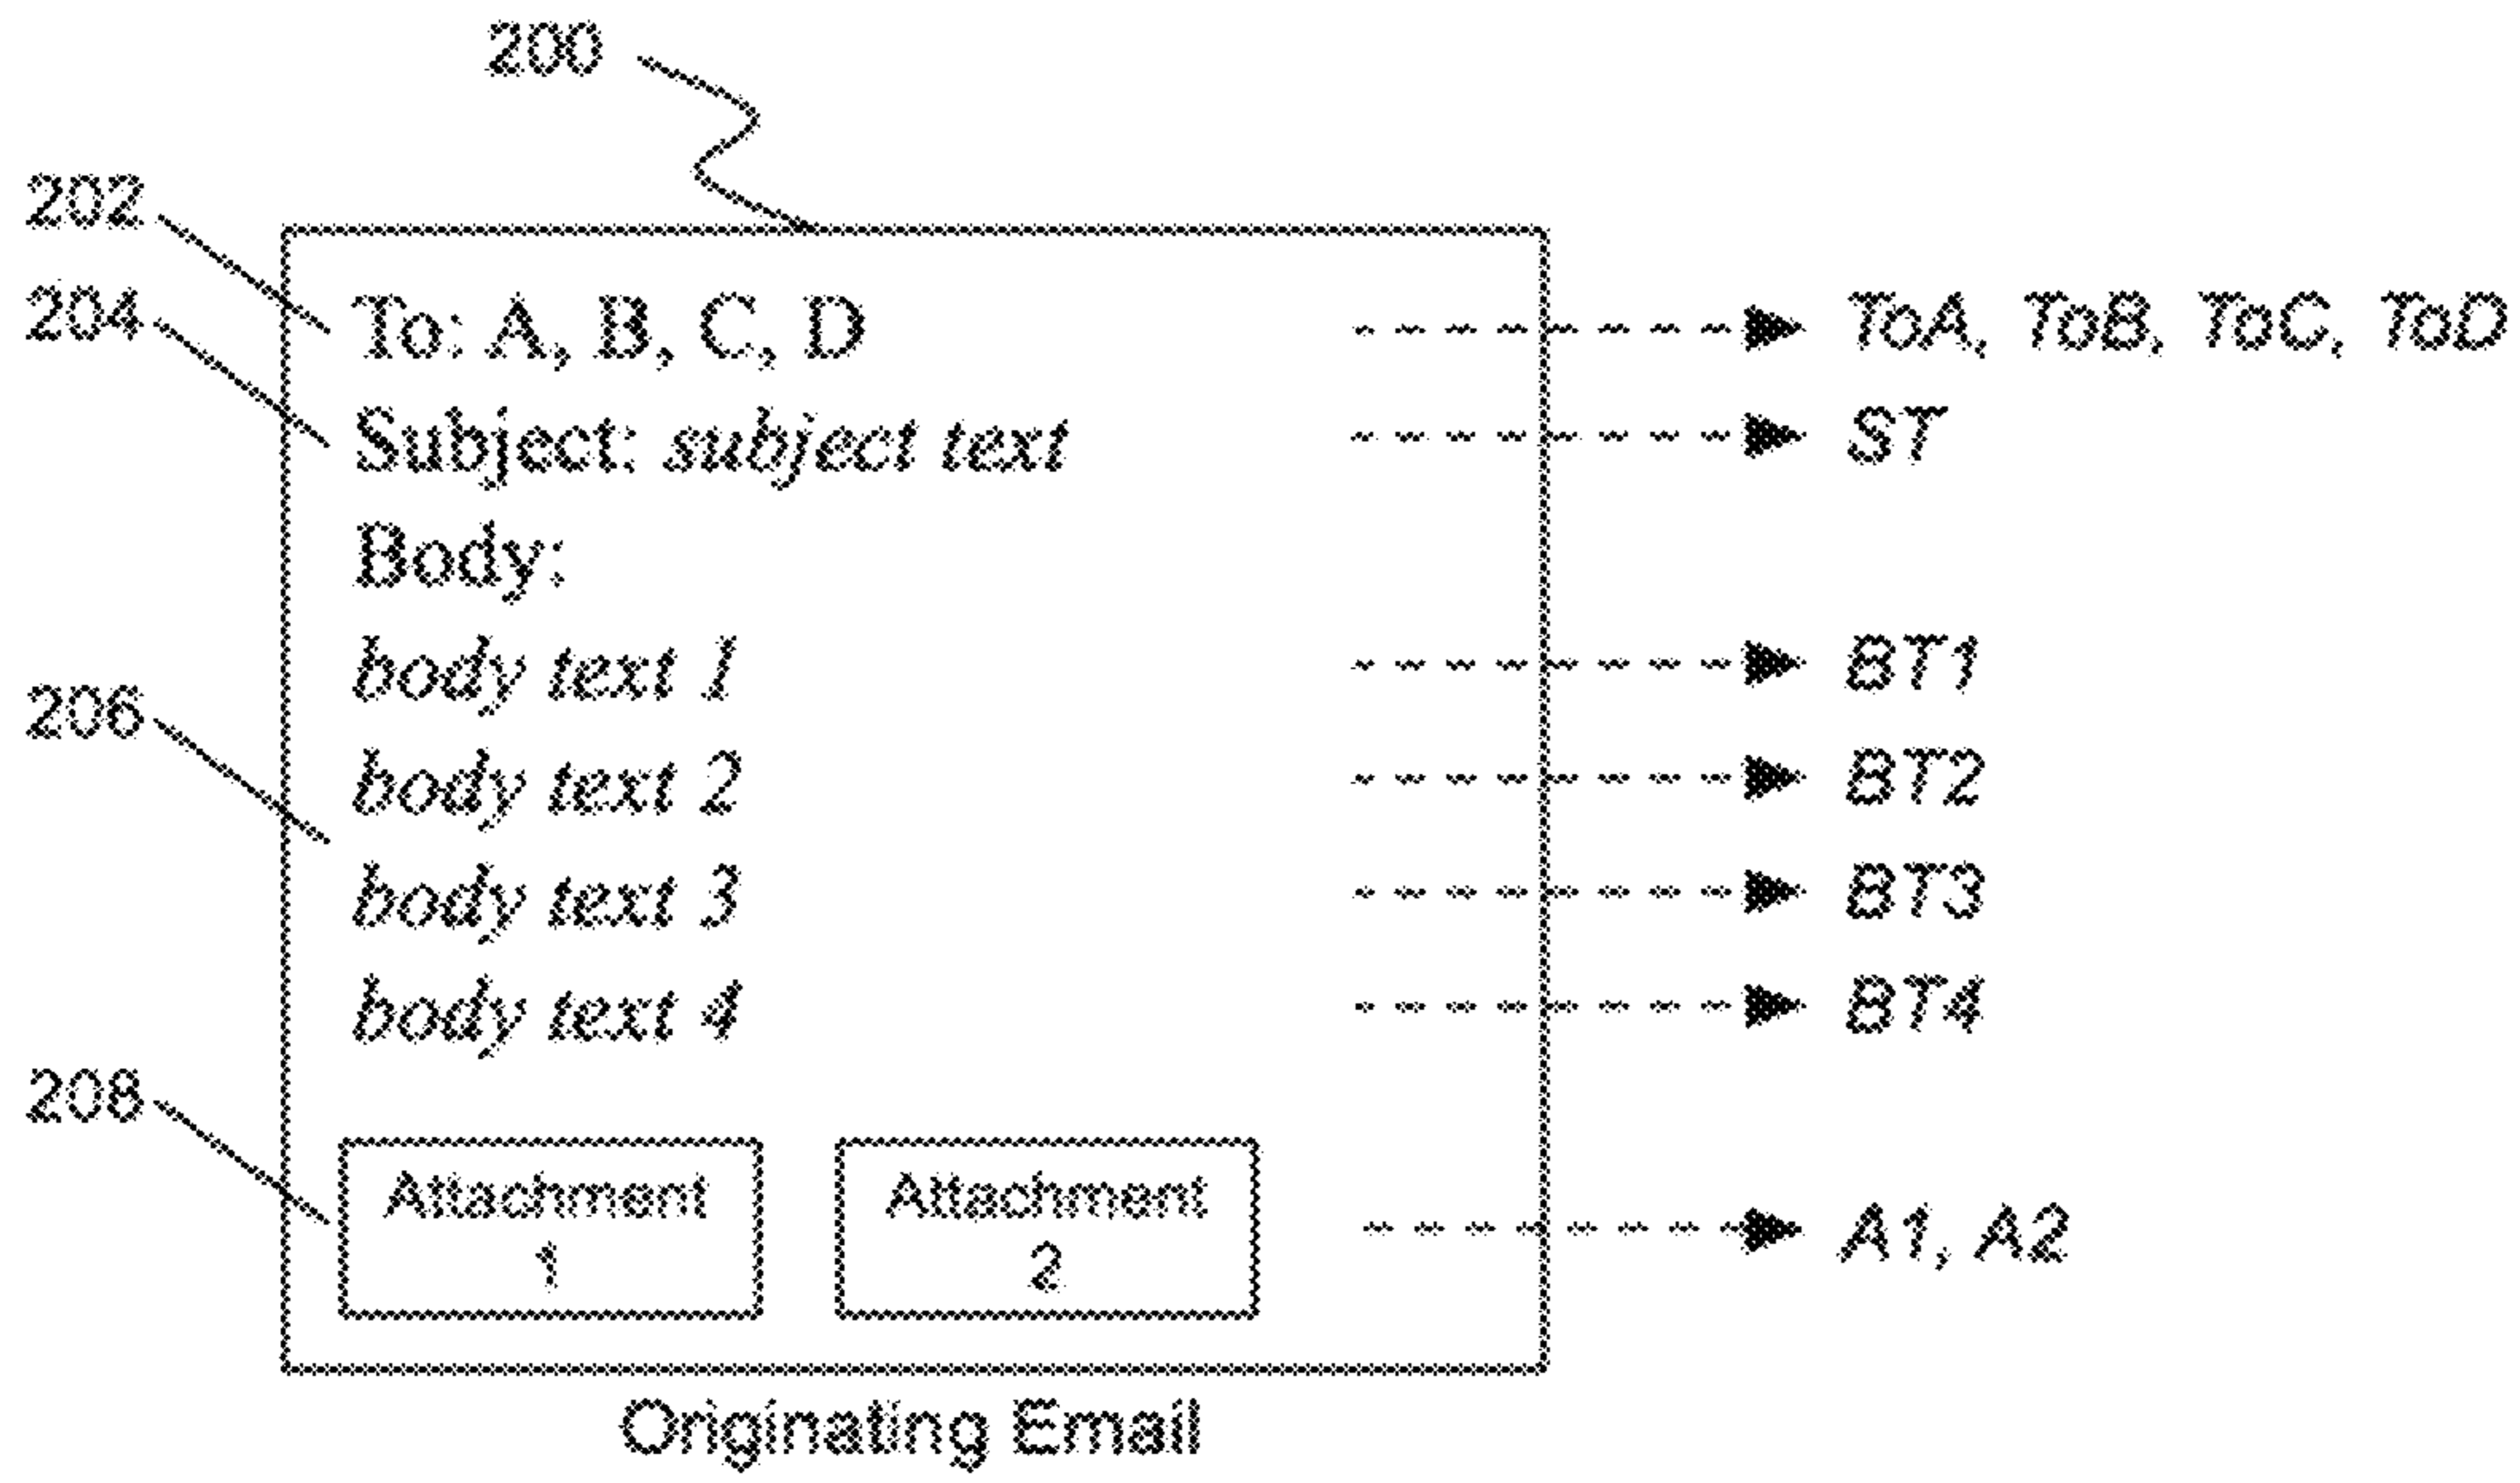 200
202
204
To: A, B, C, D
ToA, ToB, ToC, ToD
Subject: subject text
ST
Body:
body text 1
BT1
206
body text 2
BT2
body text 3
BT3
body text 4
BT4
208
Attachment
1
Attachment
2
A1, A2
Originating Email